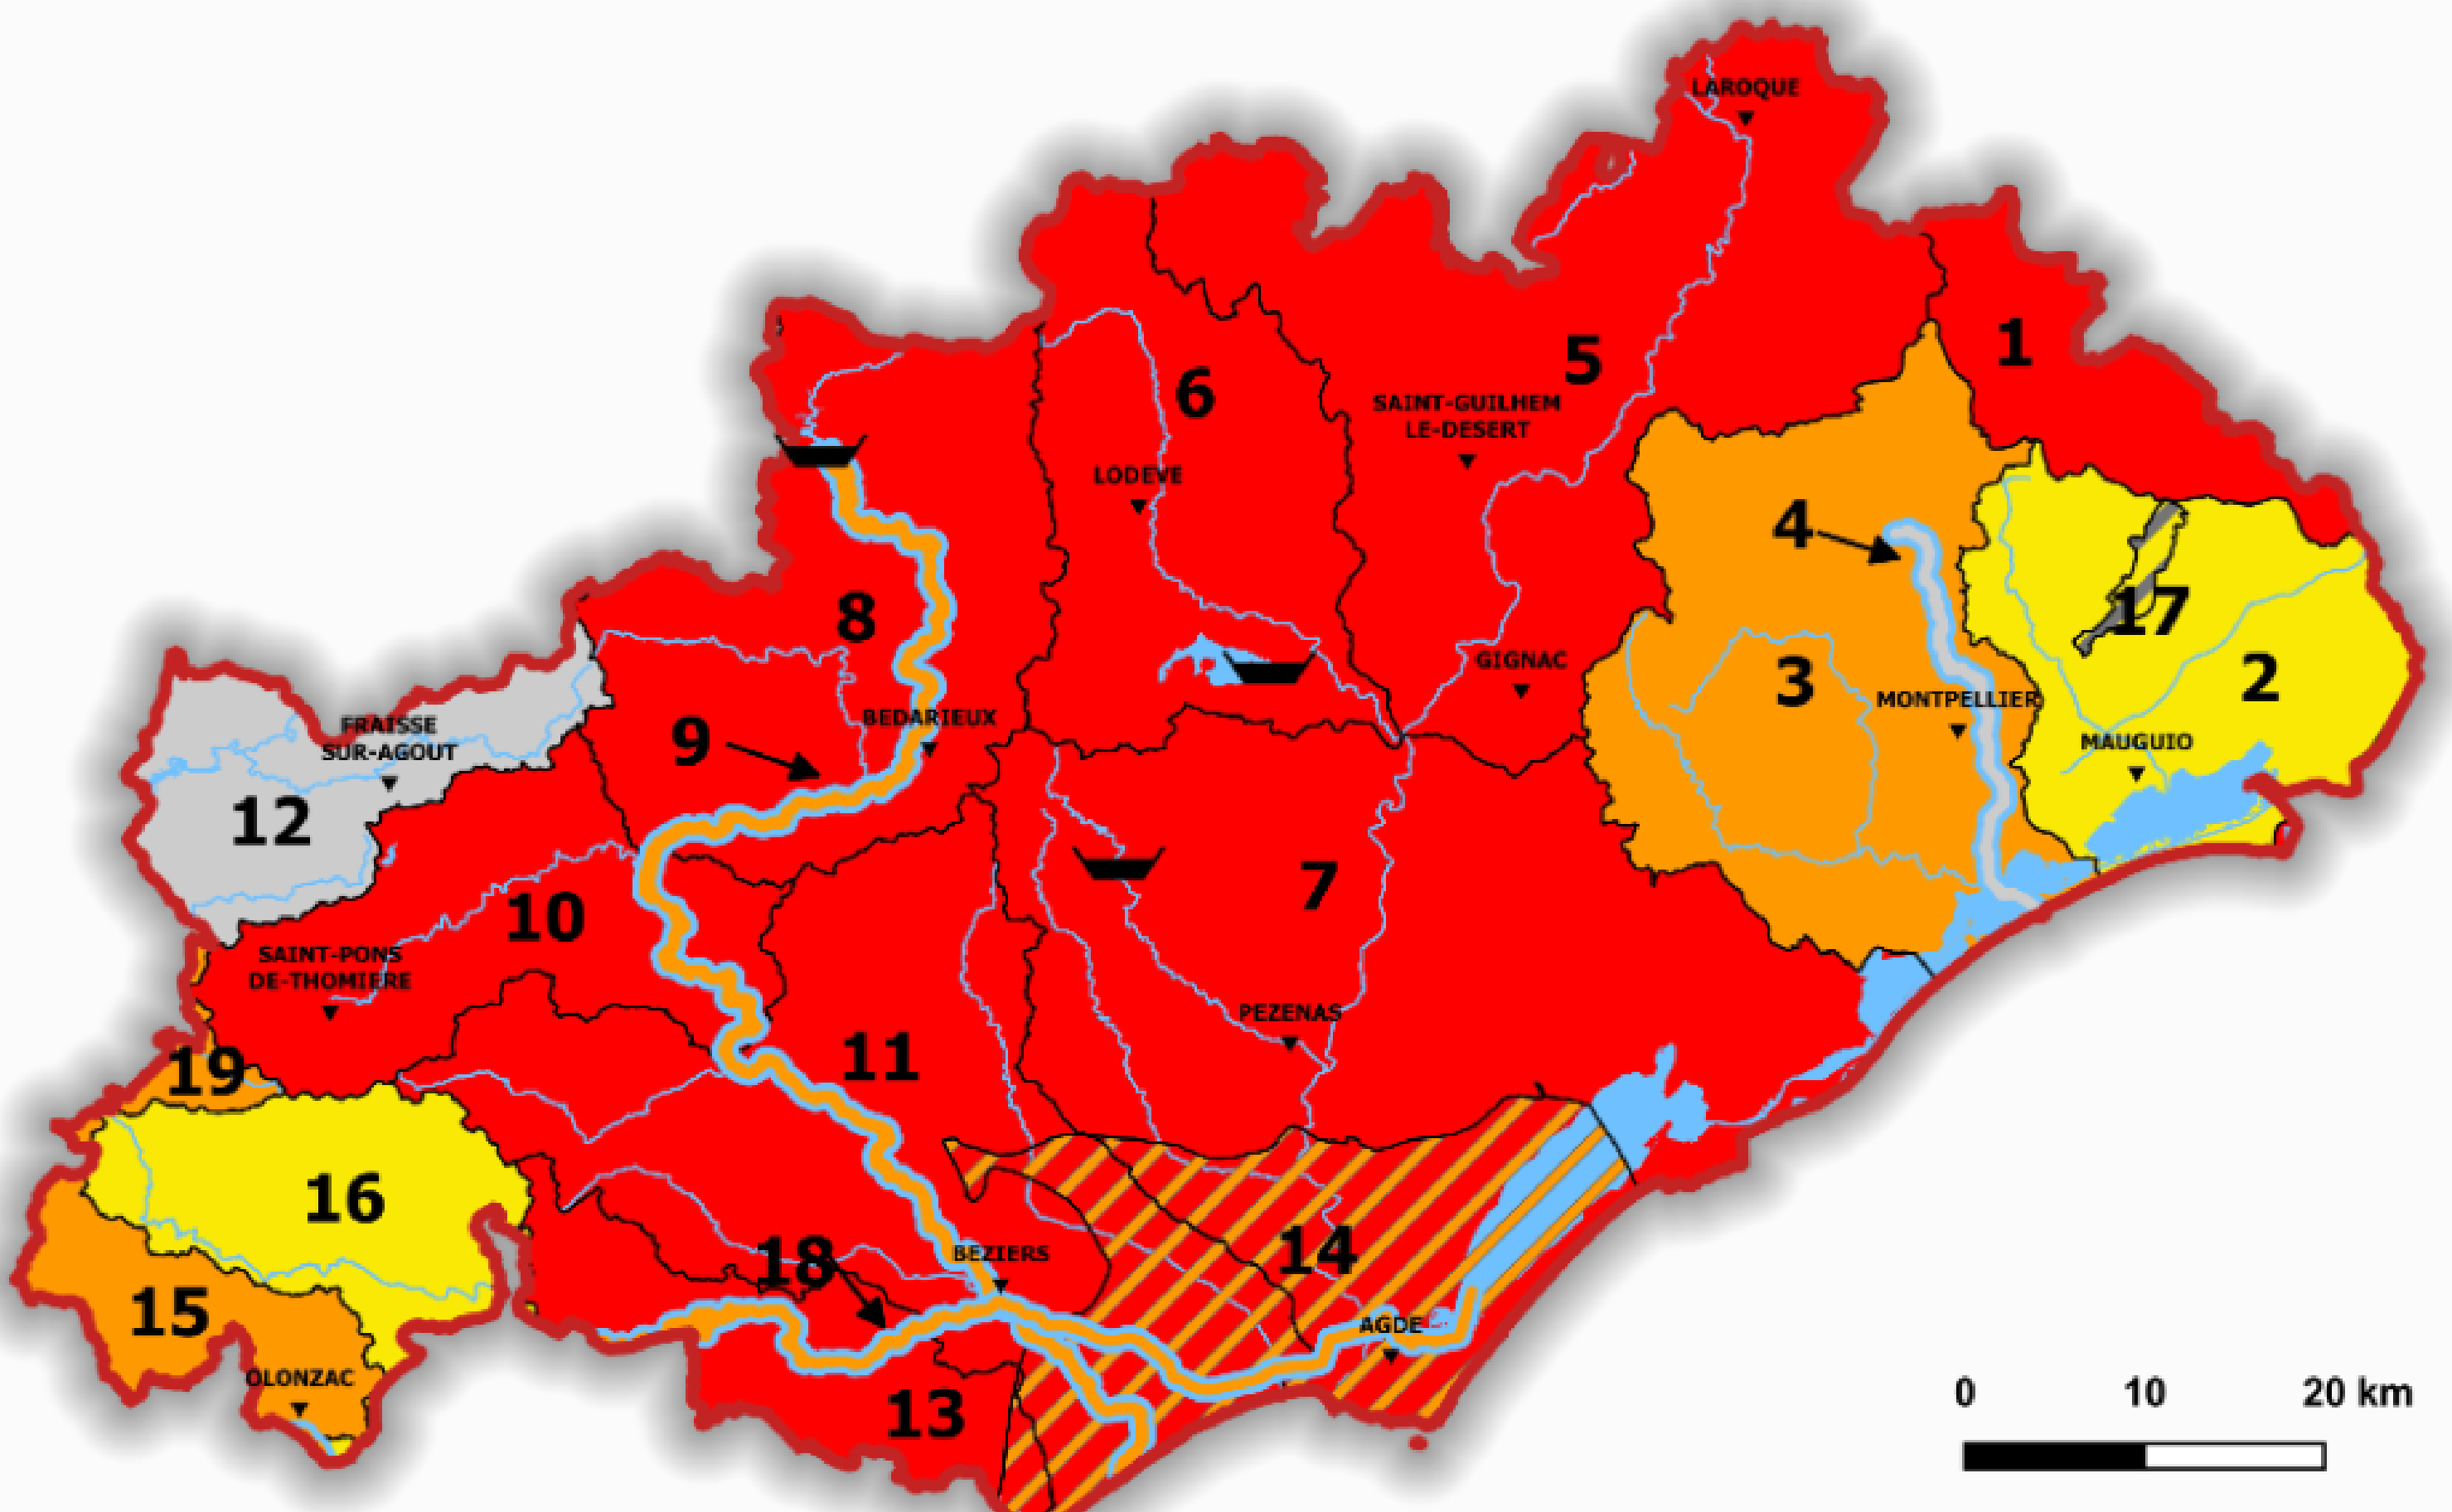 LAROQUE
1
5
6
SAINT-GUILHEM
LE-DESERT
LODEVE
4
17
8
GIGNAC
2
3
MONTPELLIER
BEDARIEUX
9
FRAISSE
SUR-AGOUT
MAUGUIO
12
7
10
SAINT-PONS
DE-THOMIERE
PEZENAS
11
19
16
14
18
BEZIERS
15
AGDE
OLONZAC
13
0 10 20 km